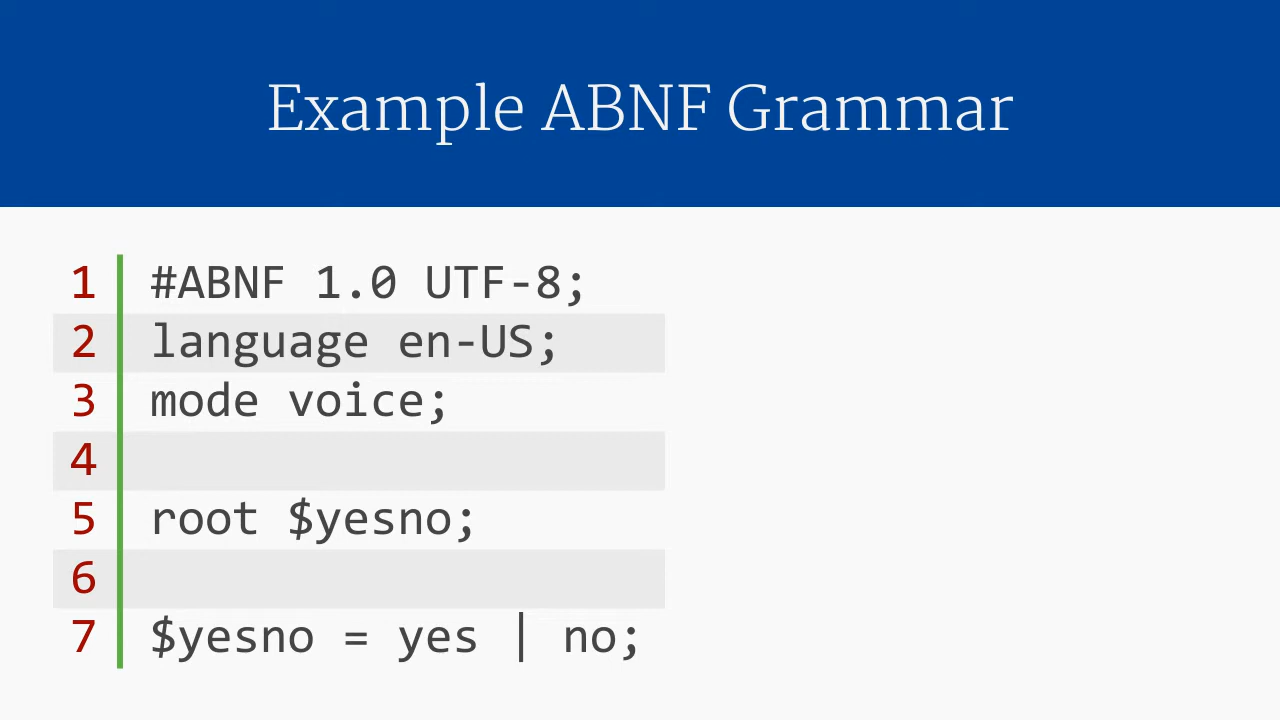 Example ABNF Grammar
1 #ABNF 1.0 UTF-8;
2 language en-US;
3 mode voice;
4
5 root $yesno;
6
7 $yesno = yes | no;